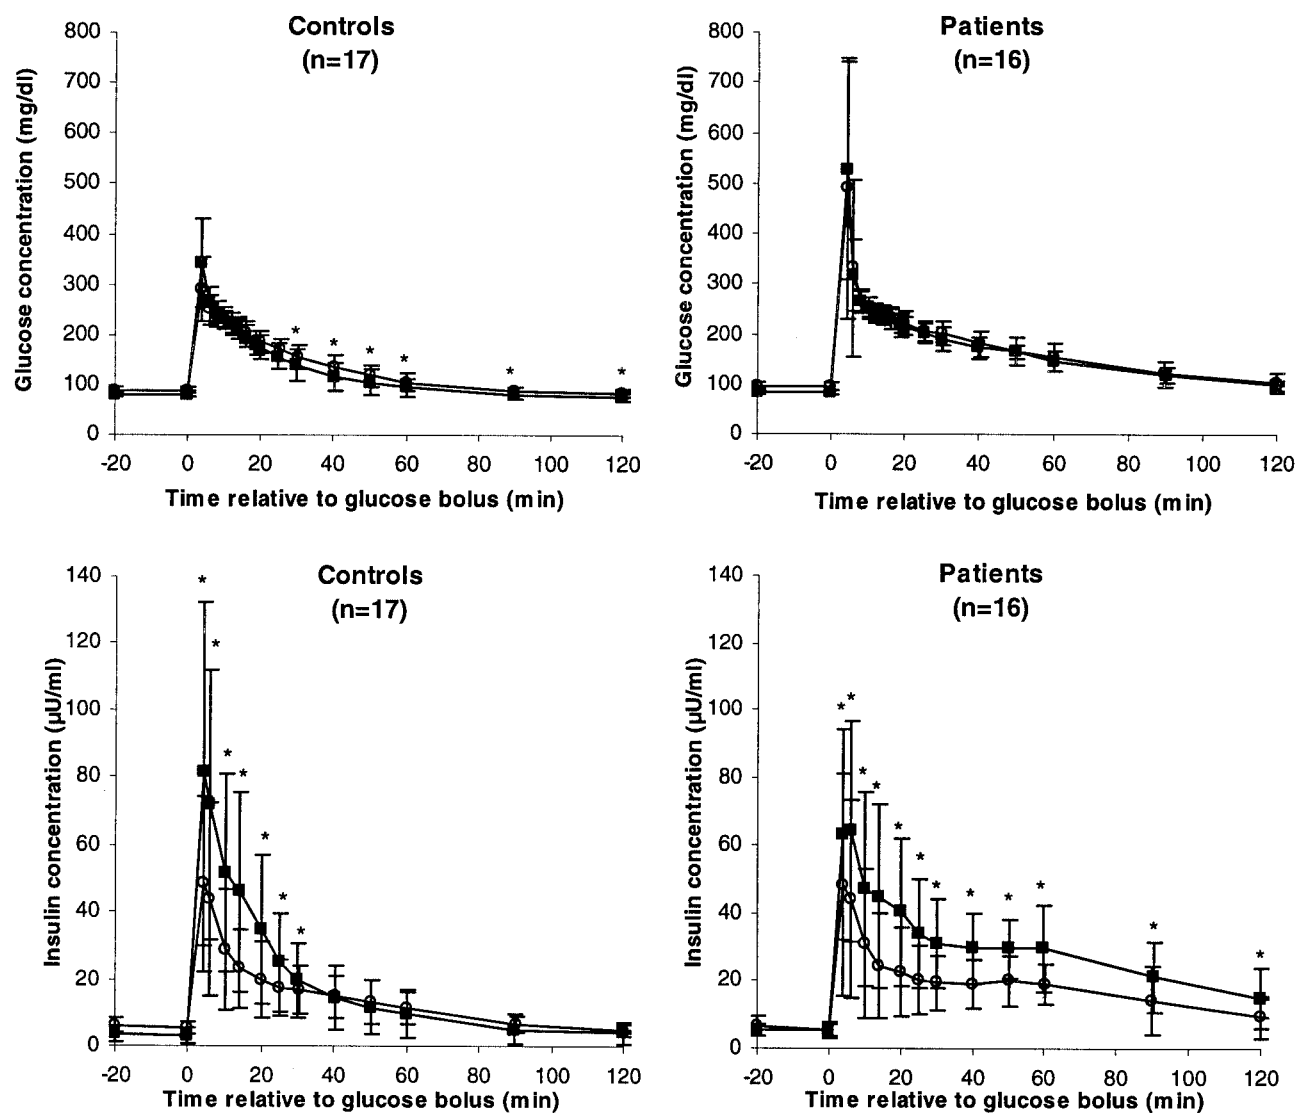 Controls
(n=17)
Glucose concentration (mg/dl)
800
700
600
500
400
300
200
100
0
* * * * * *
-20 0 20 40 60 80 100 120
Time relative to glucose bolus (min)
Patients
(n=16)
Glucose concentration (mg/dl)
800
700
600
500
400
300
200
100
0
-20 0 20 40 60 80 100 120
Time relative to glucose bolus (min)
Controls
(n=17)
Insulin concentration (µU/ml)
140
120
100
80
60
40
20
0
* * * * * * *
-20 0 20 40 60 80 100 120
Time relative to glucose bolus (min)
Patients
(n=16)
Insulin concentration (µU/ml)
140
120
100
80
60
40
20
0
* * * * * * * * * * * *
-20 0 20 40 60 80 100 120
Time relative to glucose bolus (min)